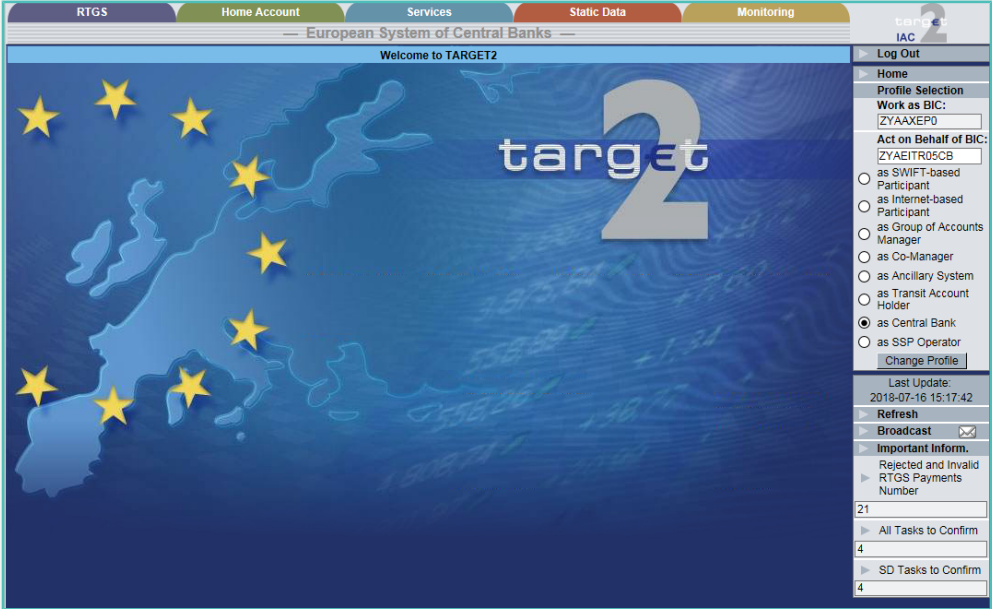 RTGS
Home Account
Services
Static Data
Monitoring
— European System of Central Banks —
target
2
IAC
Welcome to TARGET2
target
2
Log Out
Home
Profile Selection
Work as BIC:
ZYAAXEP0
Act on Behalf of BIC:
ZYAEITR05CB
as SWIFT-based
Participant
as Internet-based
Participant
as Group of Accounts
Manager
as Co-Manager
as Ancillary System
as Transit Account
Holder
as Central Bank
as SSP Operator
Change Profile
Last Update:
2018-07-16 15:17:42
Refresh
Broadcast
Important Inform.
Rejected and Invalid
RTGS Payments
Number
21
All Tasks to Confirm
4
SD Tasks to Confirm
4